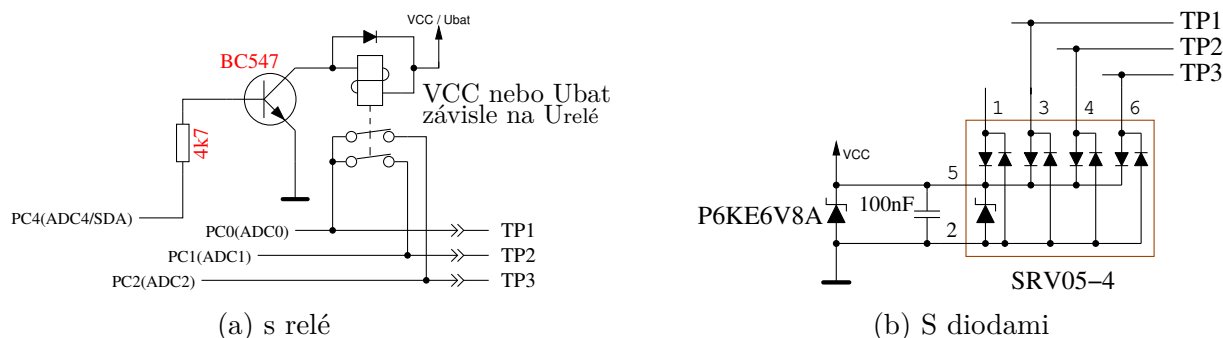 VCC / Ubat
BC547
VCC nebo Ubat
závisle na Urelé
4k7
PC4(ADC4/SDA)
PC0(ADC0)
TP1
PC1(ADC1)
TP2
PC2(ADC2)
TP3
(a) s relé
TP1
TP2
TP3
1
3
4
6
VCC
5
P6KE6V8A
100nF
2
SRV05−4
(b) S diodami